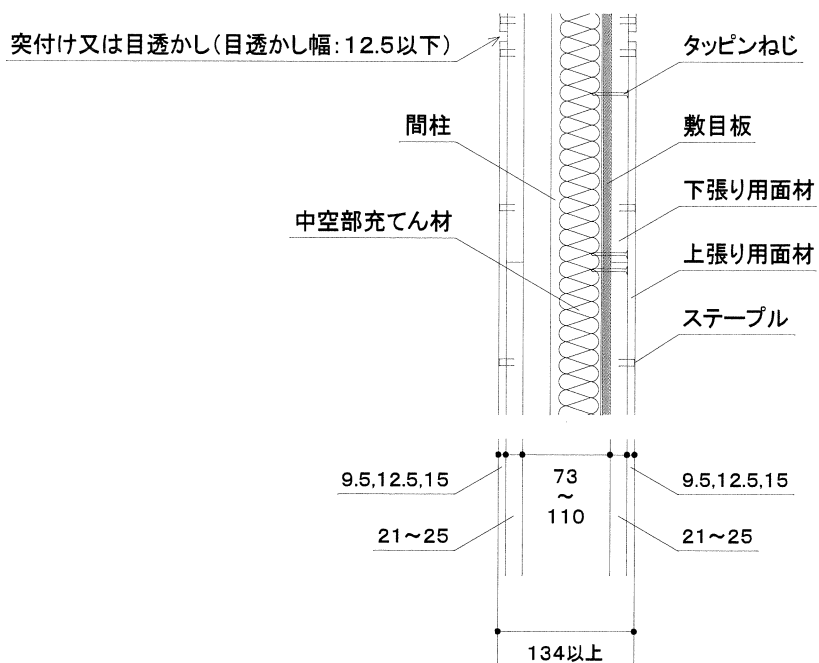 突付け又は目透かし(目透かし幅:12.5以下)
タッピンねじ
間柱
敷目板
下張り用面材
中空部充てん材
上張り用面材
ステープル
9.5,12.5,15
73
～
110
9.5,12.5,15
21～25
21～25
134以上